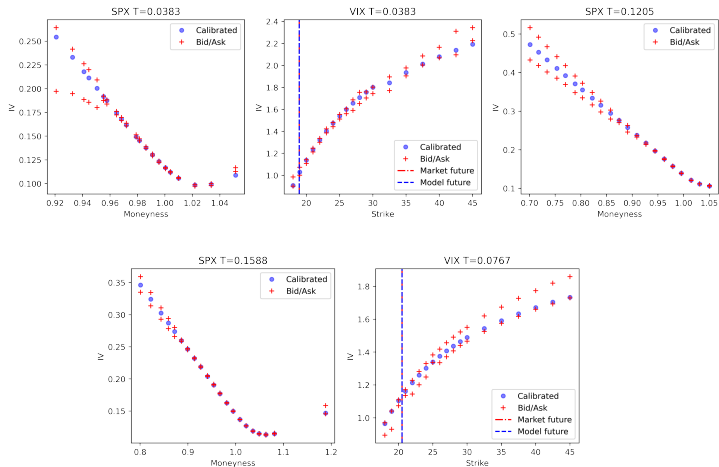 SPX T=0.0383
0.250
0.225
0.200
0.175
0.150
0.125
0.100
IV
0.92 0.94 0.96 0.98 1.00 1.02 1.04
Moneyness
Calibrated
Bid/Ask
VIX T=0.0383
2.4
2.2
2.0
1.8
1.6
1.4
1.2
1.0
IV
20 25 30 35 40 45
Strike
Calibrated
Bid/Ask
Market future
Model future
SPX T=0.1205
0.5
0.4
0.3
0.2
0.1
IV
0.70 0.75 0.80 0.85 0.90 0.95 1.00 1.05
Moneyness
Calibrated
Bid/Ask
SPX T=0.1588
0.35
0.30
0.25
0.20
0.15
IV
0.8 0.9 1.0 1.1 1.2
Moneyness
Calibrated
Bid/Ask
VIX T=0.0767
1.8
1.6
1.4
1.2
1.0
IV
20 25 30 35 40 45
Strike
Calibrated
Bid/Ask
Market future
Model future